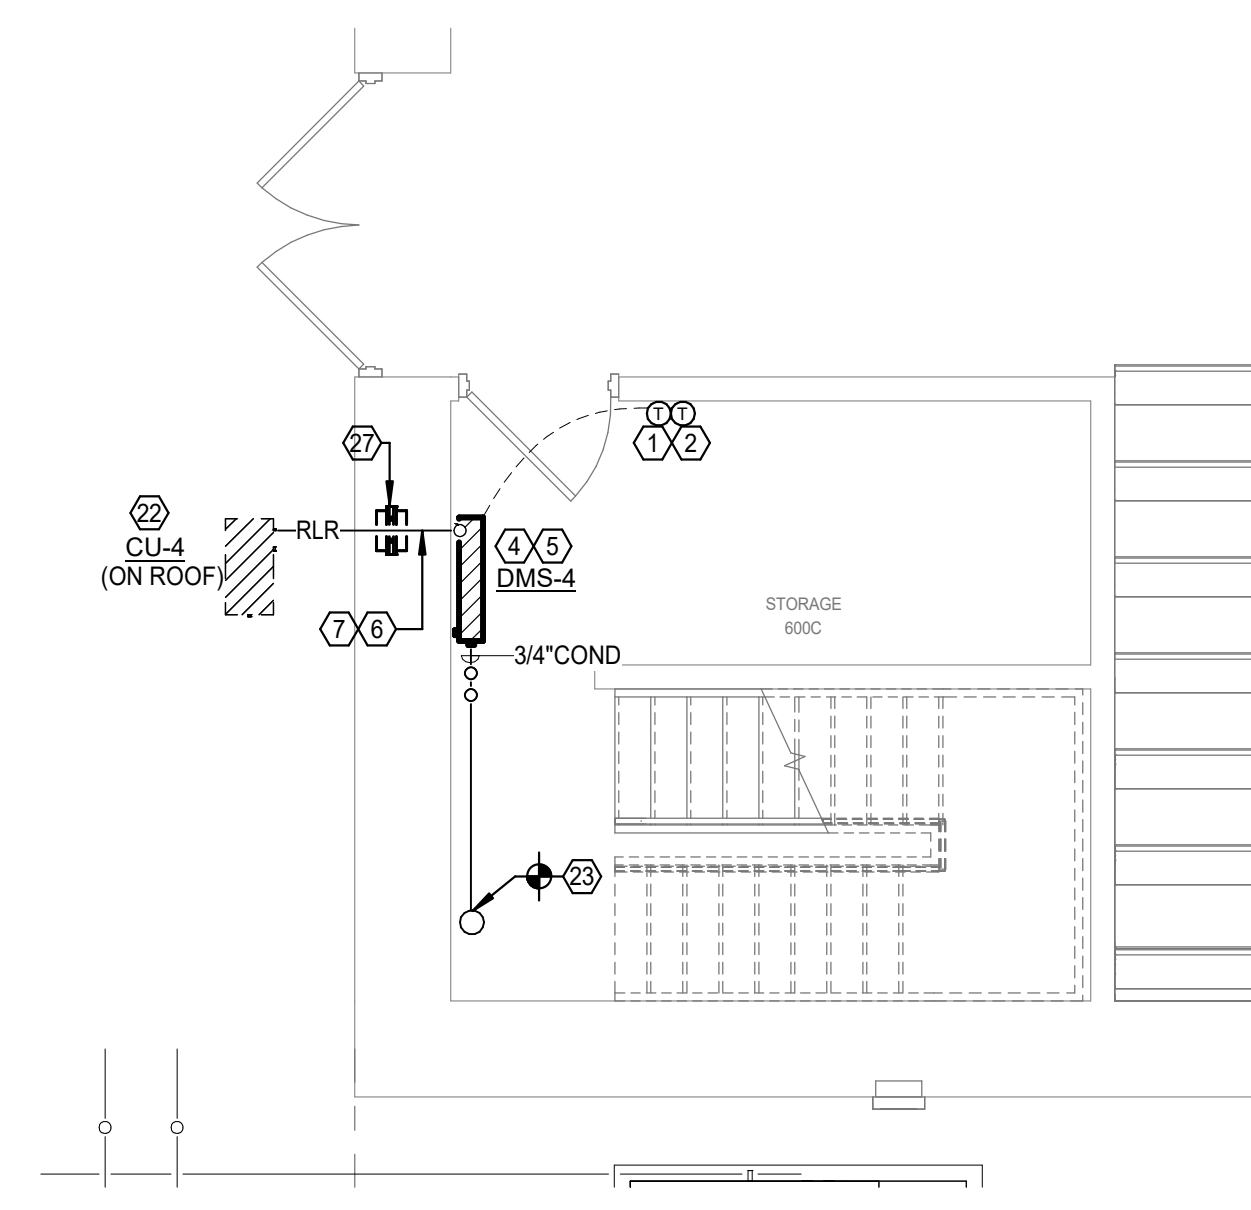 T T
1 2
27
22
CU-4
(ON ROOF)
RLR
4 5
DMS-4
7 6
3/4"COND
STORAGE
600C
23